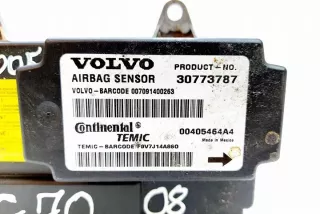 VOLVO PRODUCT-NO.
AIRBAG SENSOR 30773787
VOLVO-BARCODE 007091400263
Continental
TEMIC 00405464A4
Made in Mexico
TEMIC-BARCODE F9V7J14A860
C70 08